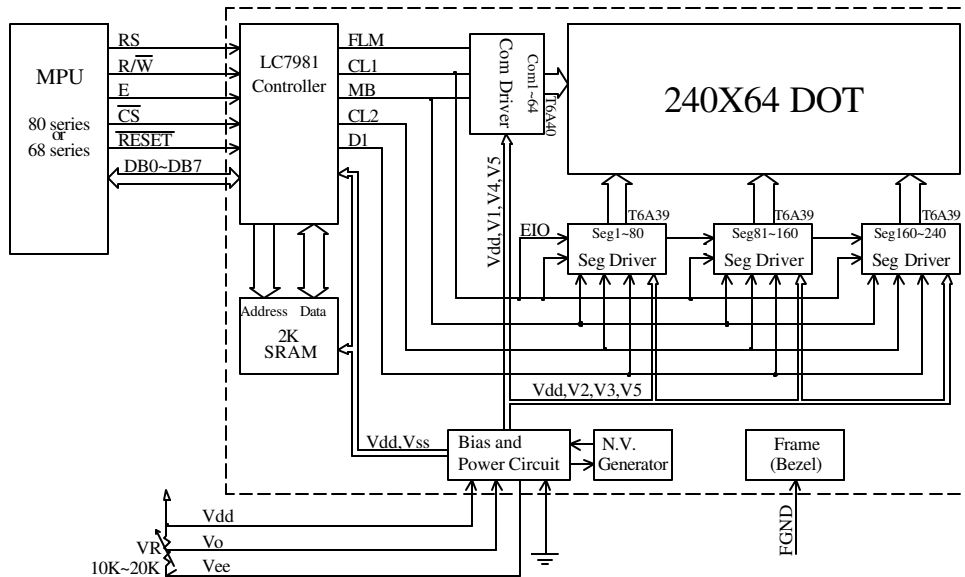 MPU
80 series
or
68 series
RS
R/W̅
E
C̅S̅
R̅E̅S̅E̅T̅
DB0~DB7
LC7981
Controller
FLM
CL1
MB
CL2
D1
Com Driver
Com1~64
T6A40
240X64 DOT
Vdd,V1,V4,V5
EIO
T6A39
Seg1~80
Seg Driver
T6A39
Seg81~160
Seg Driver
T6A39
Seg160~240
Seg Driver
Address Data
2K
SRAM
Vdd,V2,V3,V5
Vdd,Vss
Bias and
Power Circuit
N.V.
Generator
Frame
(Bezel)
FGND
Vdd
Vo
Vee
VR
10K~20K